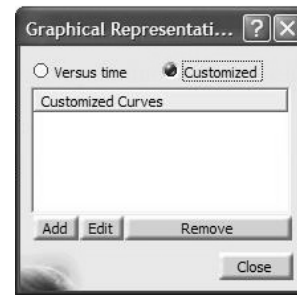 Graphical Representati... ? X
Versus time Customized
Customized Curves
Add Edit Remove
Close